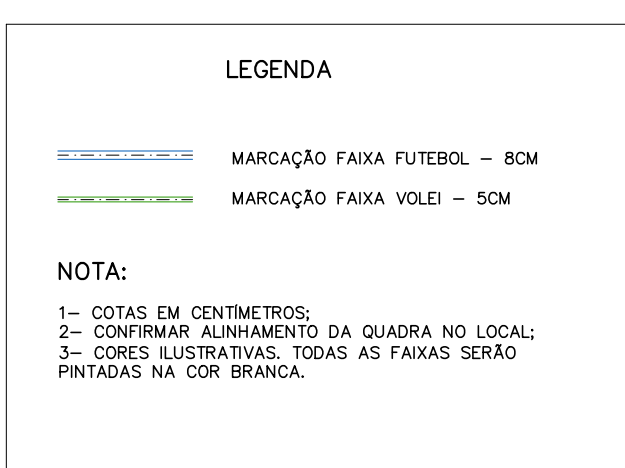 LEGENDA
MARCAÇÃO FAIXA FUTEBOL – 8CM
MARCAÇÃO FAIXA VOLEI – 5CM
NOTA:
1– COTAS EM CENTÍMETROS;
2– CONFIRMAR ALINHAMENTO DA QUADRA NO LOCAL;
3– CORES ILUSTRATIVAS. TODAS AS FAIXAS SERÃO
PINTADAS NA COR BRANCA.